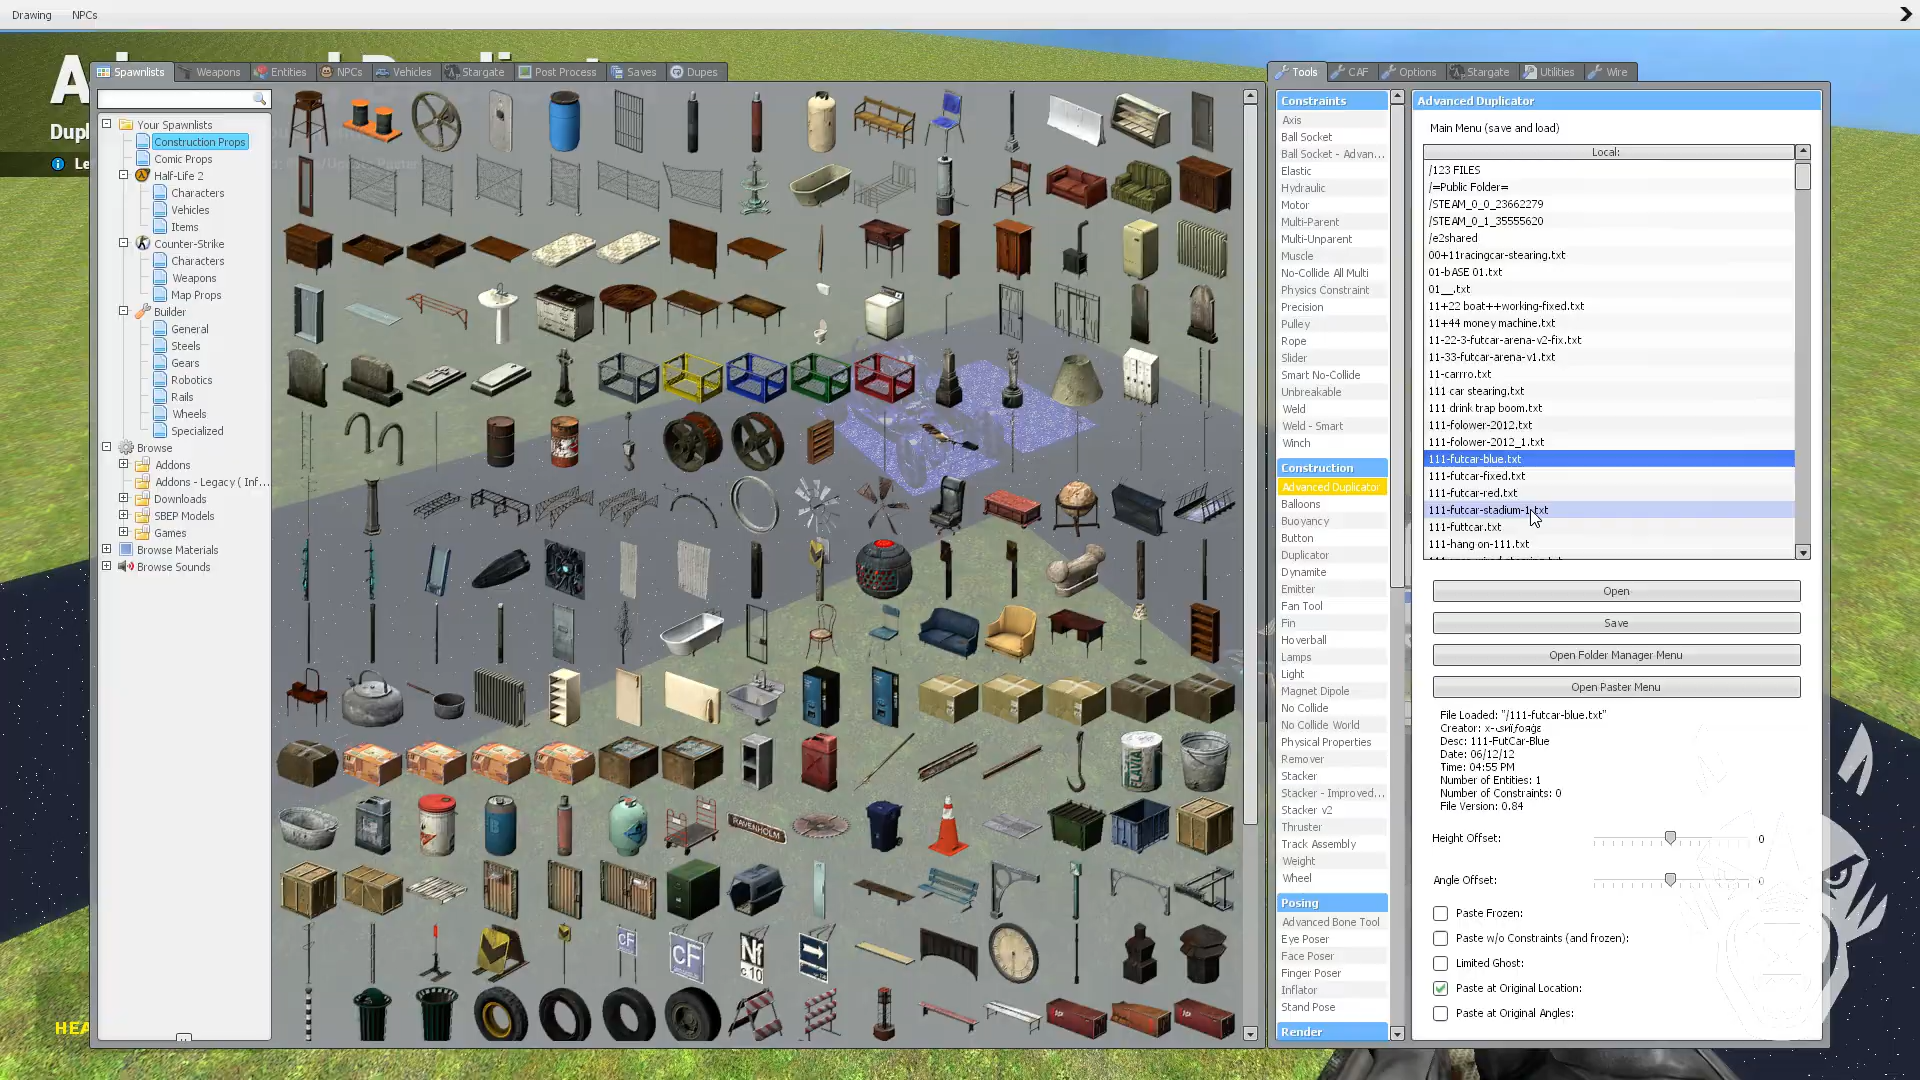 Drawing NPCs
Spawnlists Weapons Entities NPCs Vehicles Stargate Post Process Saves Dupes
Your Spawnlists
Construction Props
Comic Props
Half-Life 2
Characters
Vehicles
Items
Counter-Strike
Characters
Weapons
Map Props
Builder
General
Steels
Gears
Robotics
Rails
Wheels
Specialized
Browse
Addons
Addons - Legacy ( Inf...
Downloads
SBEP Models
Games
Browse Materials
Browse Sounds
RAVENHOLM
cF
cF
Nf
c 10
Tools CAF Options Stargate Utilities Wire
Constraints
Axis
Ball Socket
Ball Socket - Advan...
Elastic
Hydraulic
Motor
Multi-Parent
Multi-Unparent
Muscle
No-Collide All Multi
Physics Constraint
Precision
Pulley
Rope
Slider
Smart No-Collide
Unbreakable
Weld
Weld - Smart
Winch
Construction
Advanced Duplicator
Balloons
Buoyancy
Button
Duplicator
Dynamite
Emitter
Fan Tool
Fin
Hoverball
Lamps
Light
Magnet Dipole
No Collide
No Collide World
Physical Properties
Remover
Stacker
Stacker - Improved...
Stacker v2
Thruster
Track Assembly
Weight
Wheel
Posing
Advanced Bone Tool
Eye Poser
Face Poser
Finger Poser
Inflator
Stand Pose
Render
Advanced Duplicator
Main Menu (save and load)
Local:
/123 FILES
/=Public Folder=
/STEAM_0_0_23662279
/STEAM_0_1_35555620
/e2shared
00+11racingcar-stearing.txt
01-bASE 01.txt
01__.txt
11+22 boat++working-fixed.txt
11+44 money machine.txt
11-22-3-futcar-arena-v2-fix.txt
11-33-futcar-arena-v1.txt
11-carrro.txt
111 car stearing.txt
111 drink trap boom.txt
111-folower-2012.txt
111-folower-2012_1.txt
111-futcar-blue.txt
111-futcar-fixed.txt
111-futcar-red.txt
111-futcar-stadium-1.txt
111-futtcar.txt
111-hang on-111.txt
Open
Save
Open Folder Manager Menu
Open Paster Menu
File Loaded: "/111-futcar-blue.txt"
Desc: 111-FutCar-Blue
Date: 06/12/12
Time: 04:55 PM
Number of Entities: 1
Number of Constraints: 0
File Version: 0.84
Height Offset: 0
Angle Offset: 0
Paste Frozen:
Paste w/o Constraints (and frozen):
Limited Ghost:
Paste at Original Location:
Paste at Original Angles: